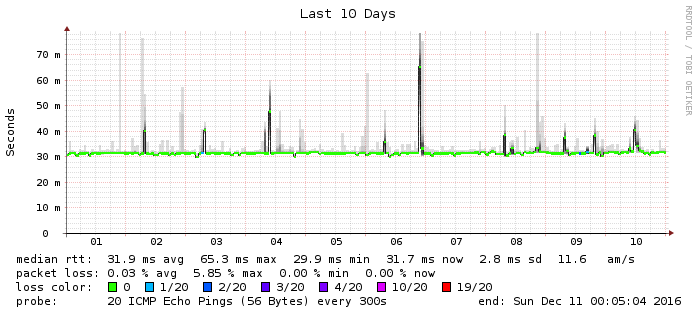 Last 10 Days
RRDTOOL / TOBI OETIKER
Seconds
70 m
60 m
50 m
40 m
30 m
20 m
10 m
0
01 02 03 04 05 06 07 08 09 10
median rtt: 31.9 ms avg 65.3 ms max 29.9 ms min 31.7 ms now 2.8 ms sd 11.6 am/s
packet loss: 0.03 % avg 5.85 % max 0.00 % min 0.00 % now
loss color: 0 1/20 2/20 3/20 4/20 10/20 19/20
probe: 20 ICMP Echo Pings (56 Bytes) every 300s end: Sun Dec 11 00:05:04 2016